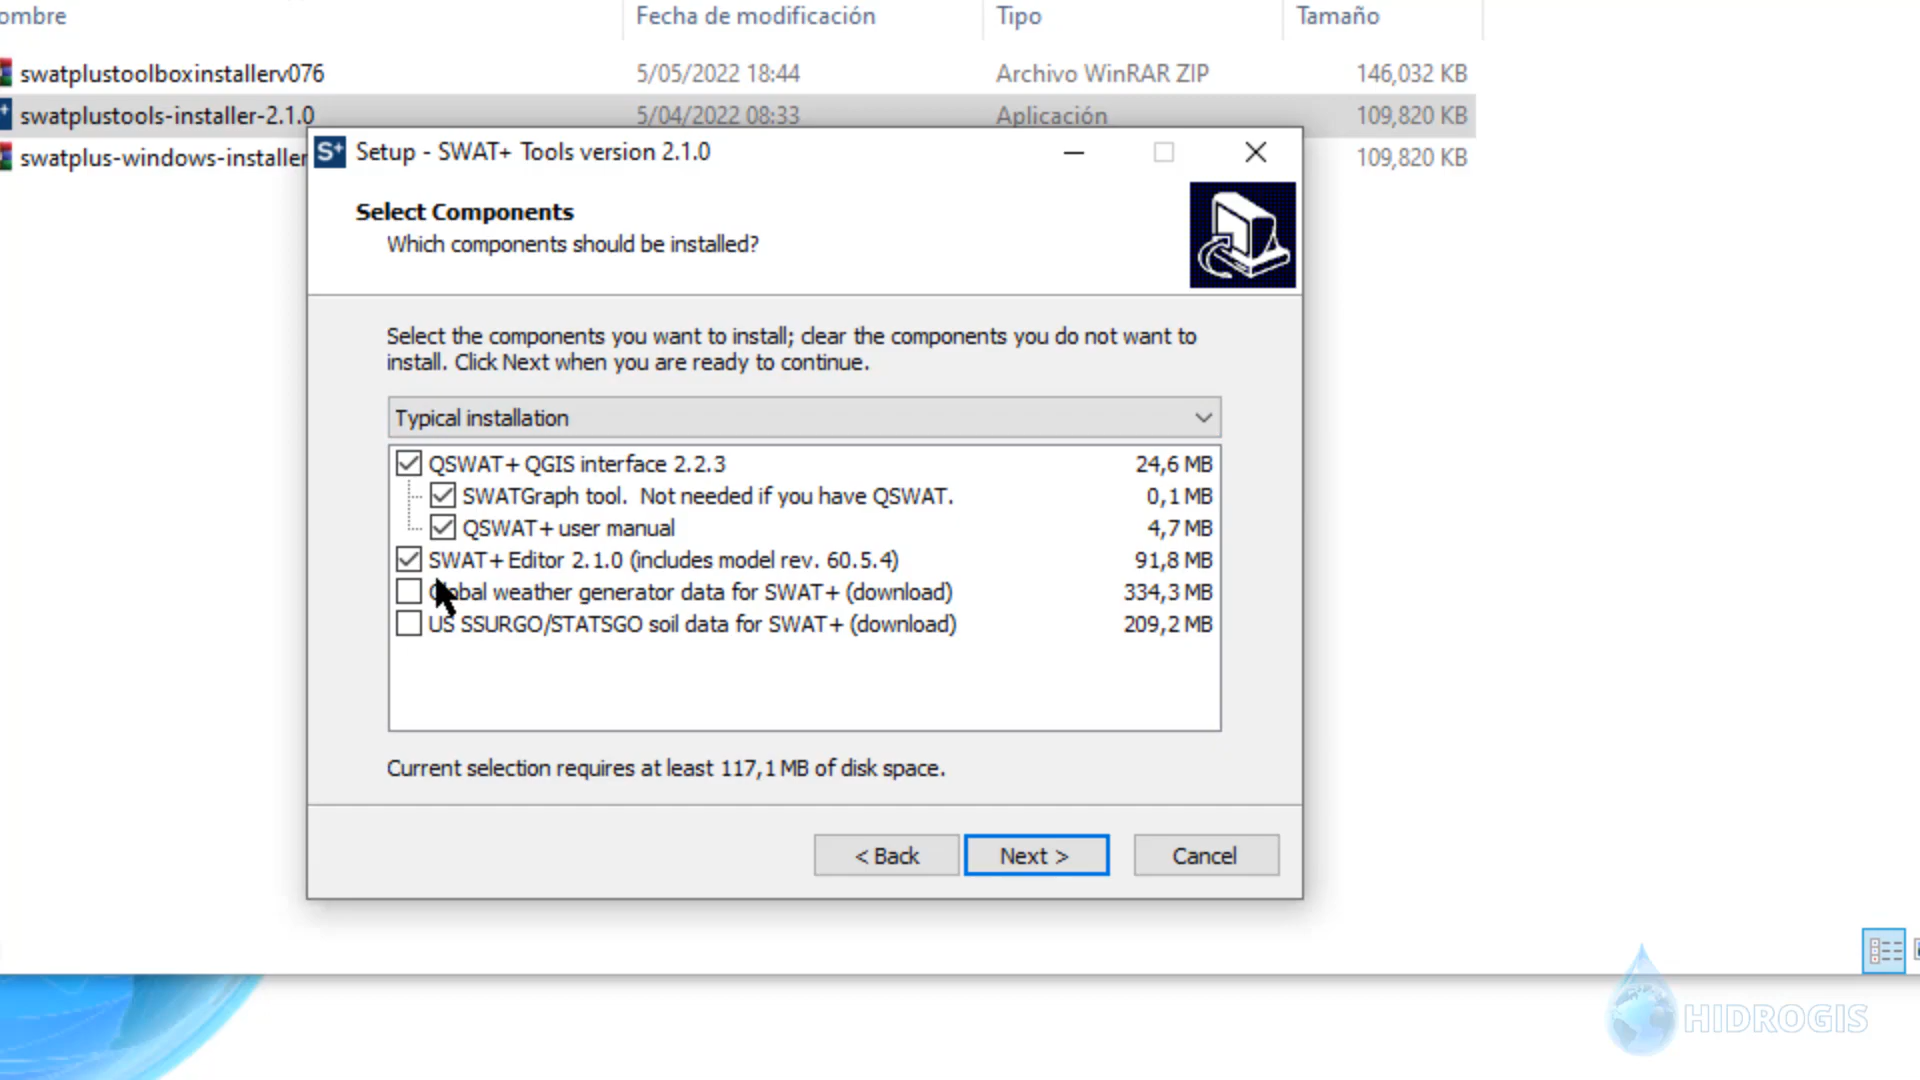 ombre Fecha de modificación Tipo Tamaño
swatplustoolboxinstallerv076 5/05/2022 18:44 Archivo WinRAR ZIP 146,032 KB
swatplustools-installer-2.1.0 5/04/2022 08:33 Aplicación 109,820 KB
swatplus-windows-installer 109,820 KB
S+ Setup - SWAT+ Tools version 2.1.0
Select Components
Which components should be installed?
Select the components you want to install; clear the components you do not want to
install. Click Next when you are ready to continue.
Typical installation
QSWAT+ QGIS interface 2.2.3 24,6 MB
SWATGraph tool. Not needed if you have QSWAT. 0,1 MB
QSWAT+ user manual 4,7 MB
SWAT+ Editor 2.1.0 (includes model rev. 60.5.4) 91,8 MB
bal weather generator data for SWAT+ (download) 334,3 MB
US SSURGO/STATSGO soil data for SWAT+ (download) 209,2 MB
Current selection requires at least 117,1 MB of disk space.
< Back Next > Cancel
HIDROGIS